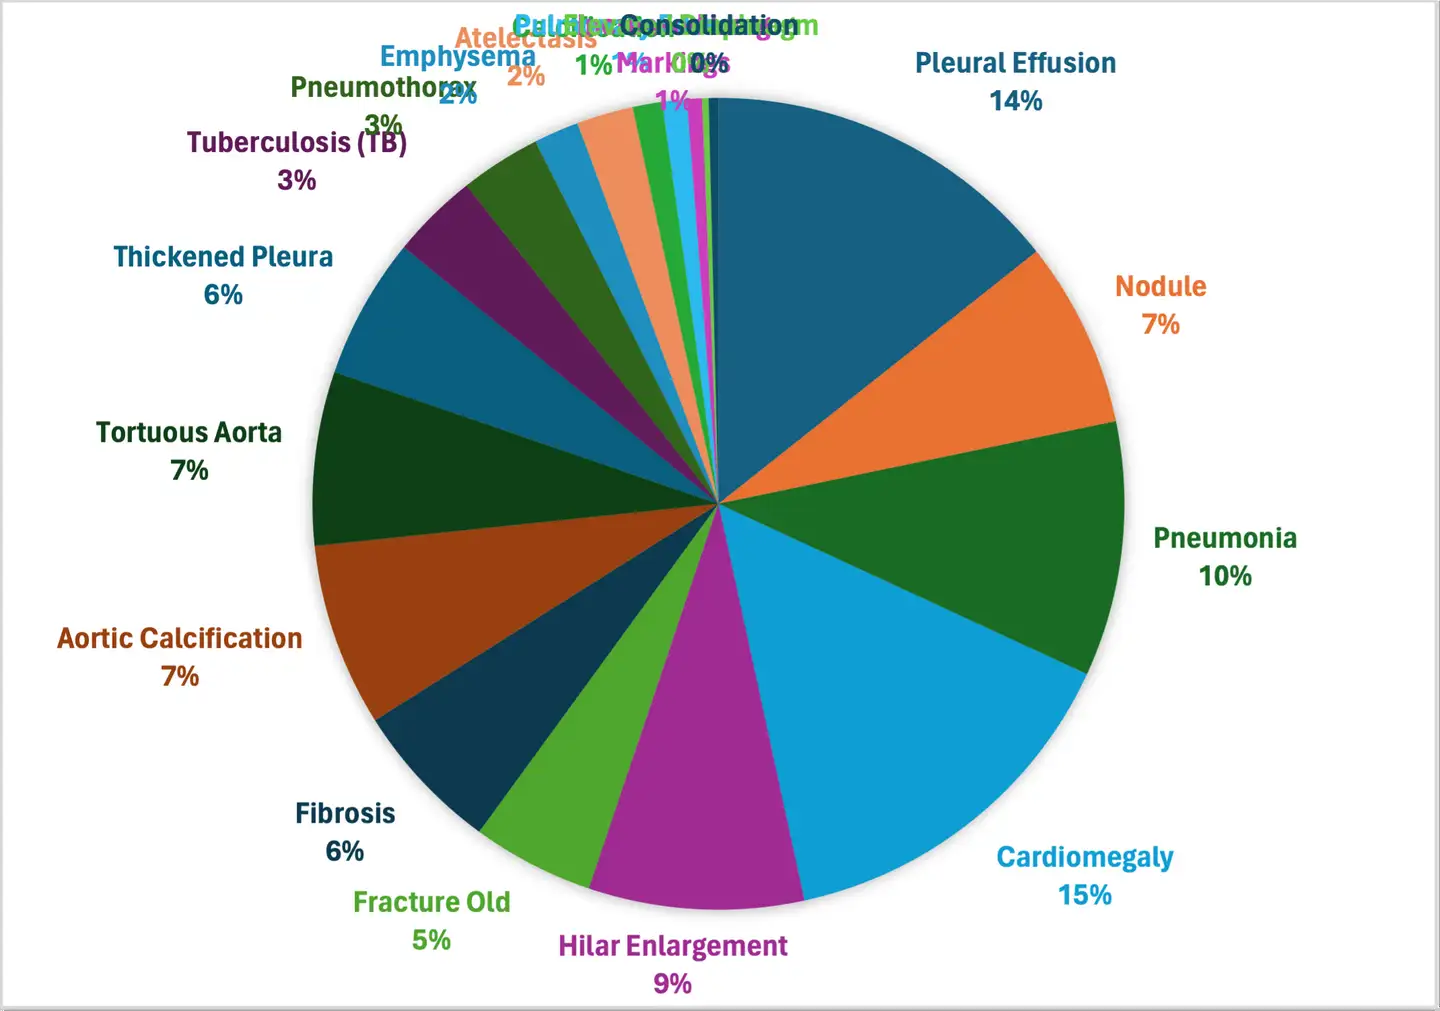 Pleural Effusion
14%
Nodule
7%
Pneumonia
10%
Cardiomegaly
15%
Hilar Enlargement
9%
Fracture Old
5%
Fibrosis
6%
Aortic Calcification
7%
Tortuous Aorta
7%
Thickened Pleura
6%
Tuberculosis (TB)
3%
Pneumothorax
3%
Emphysema
2%
Atelectasis
2%
1%
Markings
1%
Consolidation
0%